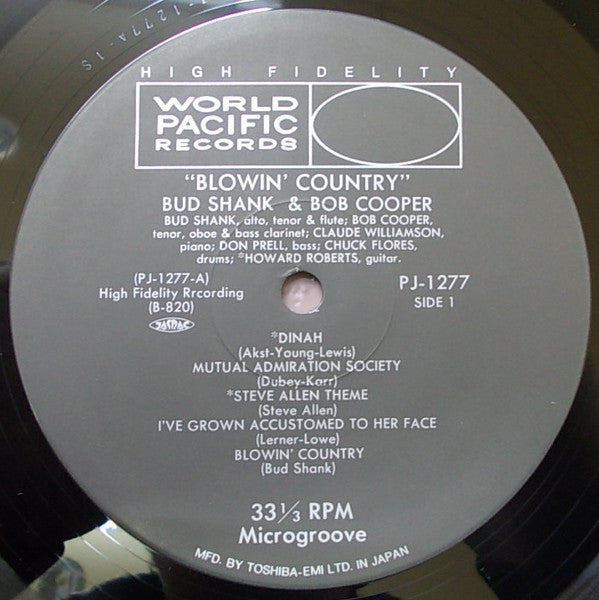 J-1277A-1S
HIGH FIDELITY
WORLD
PACIFIC
RECORDS
"BLOWIN' COUNTRY"
BUD SHANK & BOB COOPER
BUD SHANK, alto, tenor & flute; BOB COOPER,
tenor, oboe & bass clarinet; CLAUDE WILLIAMSON,
piano; DON PRELL, bass; CHUCK FLORES,
drums; *HOWARD ROBERTS, guitar.
(PJ-1277-A)
High Fidelity Rrcording
(B-820)
JASRAC
PJ-1277
SIDE 1
*DINAH
(Akst-Young-Lewis)
MUTUAL ADMIRATION SOCIETY
(Dubey-Karr)
*STEVE ALLEN THEME
(Steve Allen)
I'VE GROWN ACCUSTOMED TO HER FACE
(Lerner-Lowe)
BLOWIN' COUNTRY
(Bud Shank)
33⅓ RPM
Microgroove
MFD. BY TOSHIBA-EMI LTD. IN JAPAN